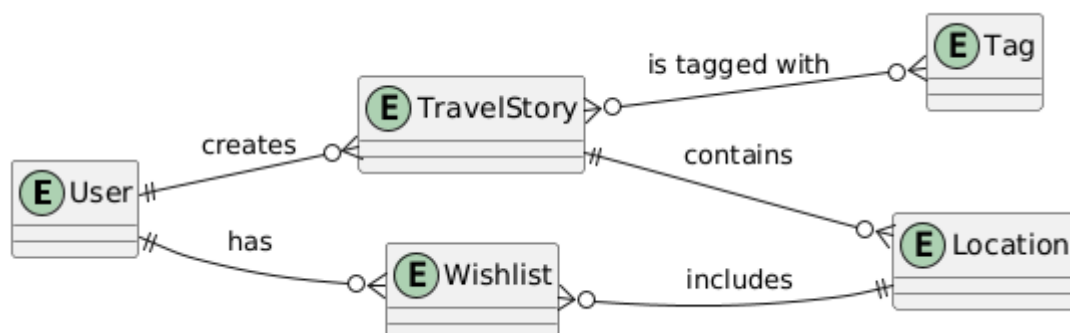 E Tag
is tagged with
E TravelStory
creates
contains
E User
E Location
has
E Wishlist
includes